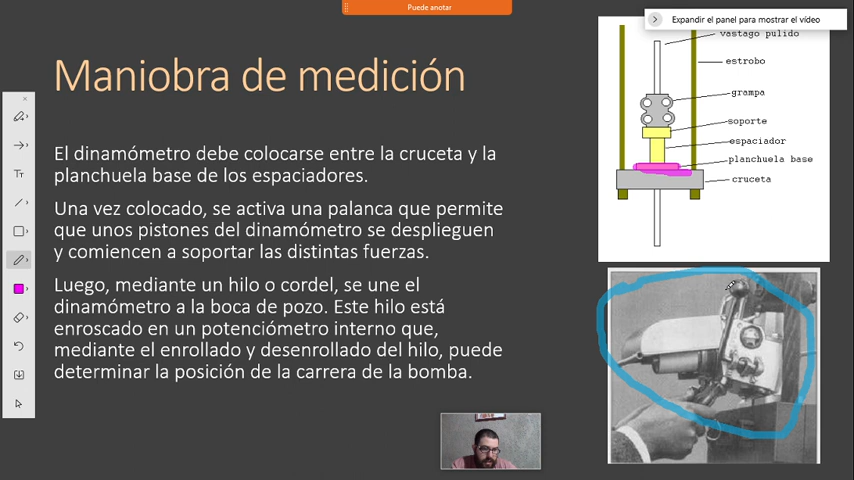 Puede anotar
Expandir el panel para mostrar el vídeo
Maniobra de medición
El dinamómetro debe colocarse entre la cruceta y la
planchuela base de los espaciadores.
Una vez colocado, se activa una palanca que permite
que unos pistones del dinamómetro se desplieguen
y comiencen a soportar las distintas fuerzas.
Luego, mediante un hilo o cordel, se une el
dinamómetro a la boca de pozo. Este hilo está
enroscado en un potenciómetro interno que,
mediante el enrollado y desenrollado del hilo, puede
determinar la posición de la carrera de la bomba.
vastago pulido
estrobo
grampa
soporte
espaciador
planchuela base
cruceta
Tт